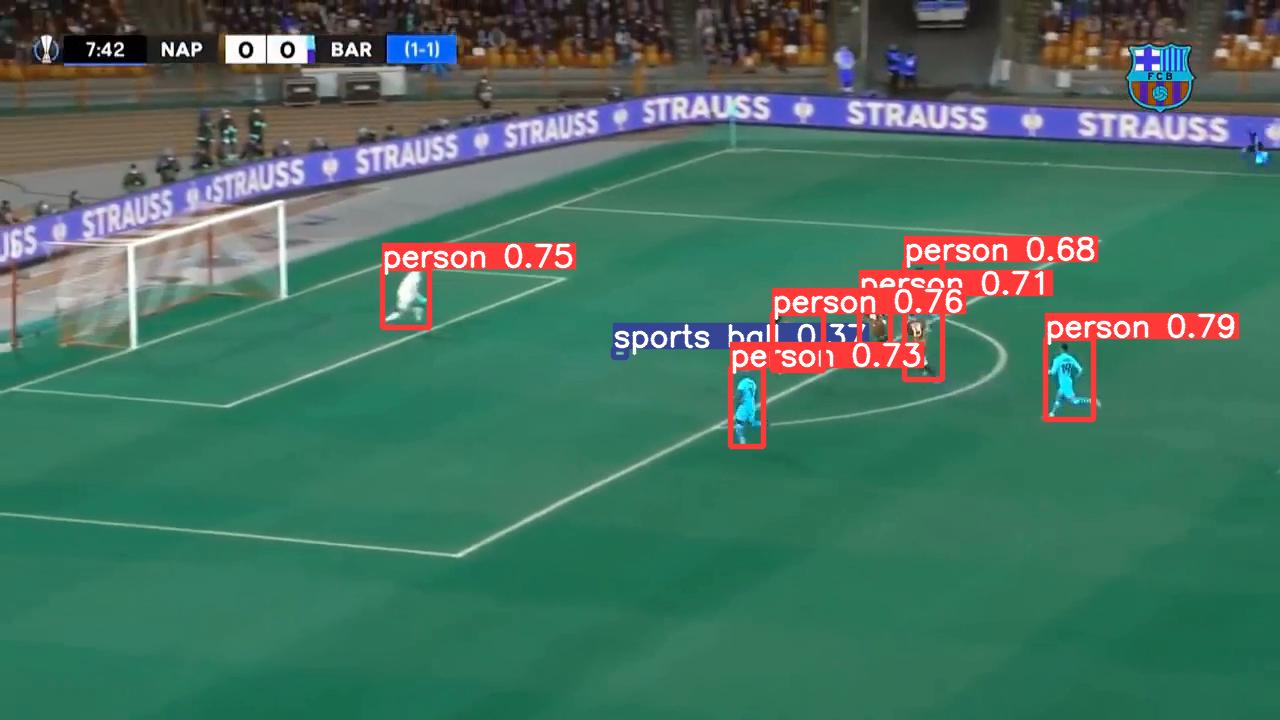 7:42 NAP 0 0 BAR (1-1)
FCB
STRAUSS STRAUSS STRAUSS
STRAUSS STRAUSS STRAUSS STRAUSS
person 0.68
person 0.75
person 0.71
person 0.76
person 0.79
sports ball 0.37
person 0.73
19